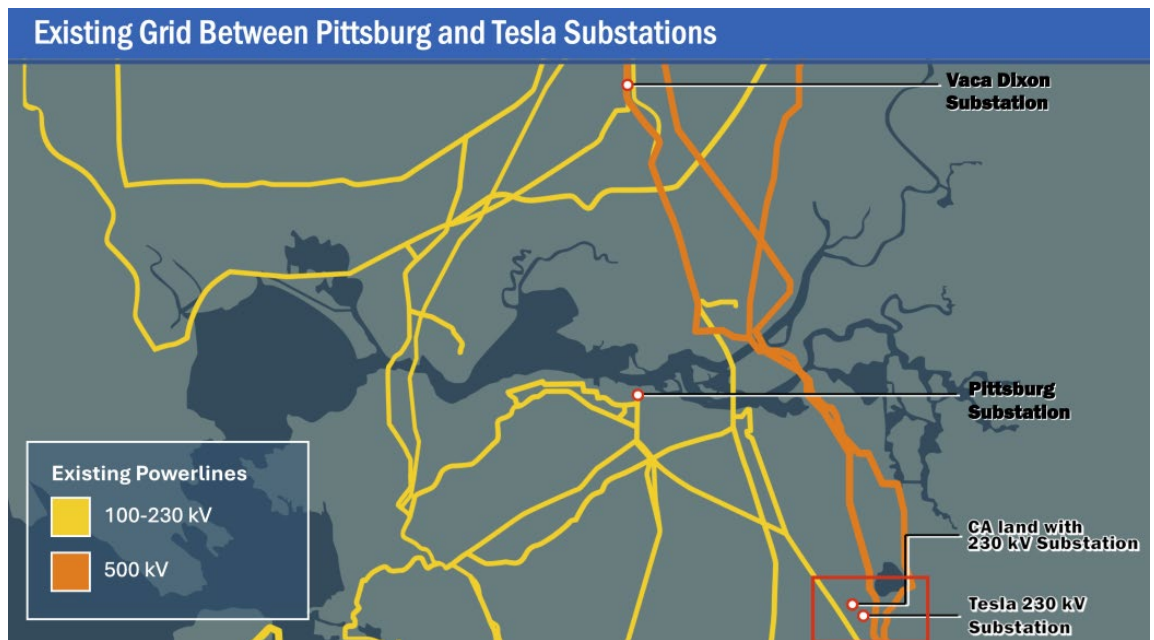 Existing Grid Between Pittsburg and Tesla Substations
Vaca Dixon
Substation
Pittsburg
Substation
Existing Powerlines
100-230 kV
500 kV
CA land with
230 kV Substation
Tesla 230 kV
Substation